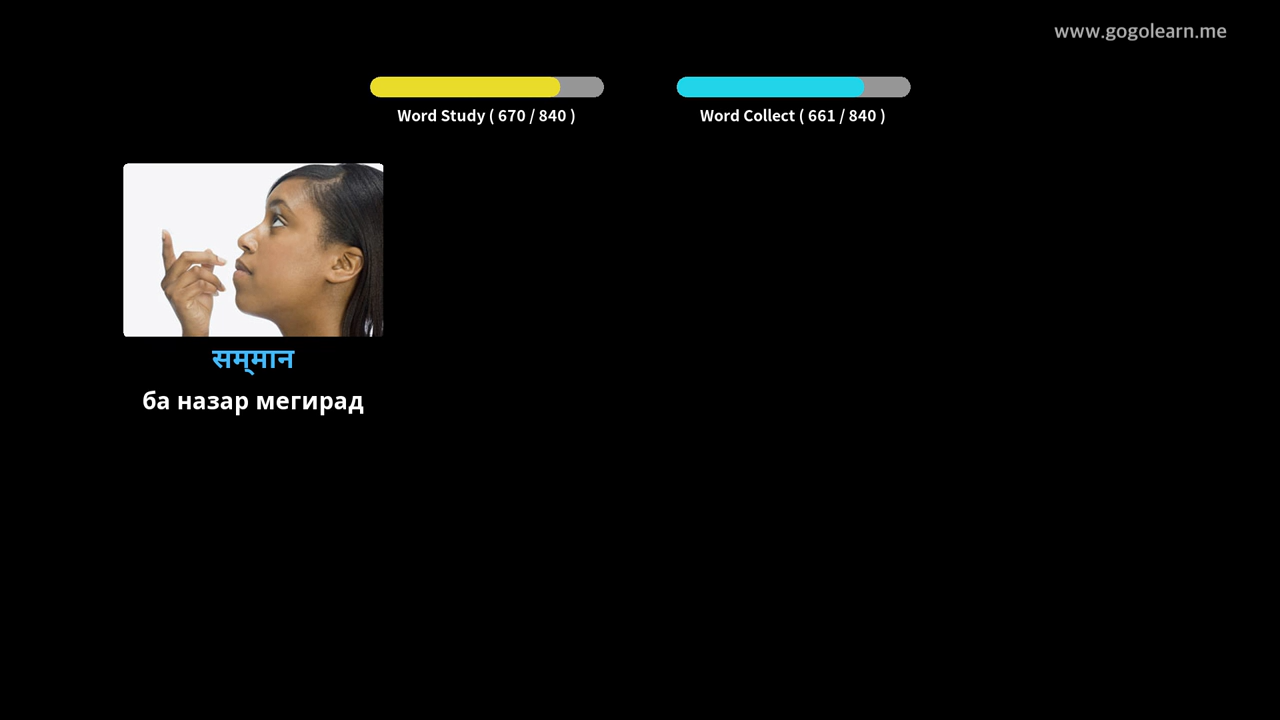 www.gogolearn.me
Word Study ( 670 / 840 )
Word Collect ( 661 / 840 )
सम्‌मान
ба назар мегирад